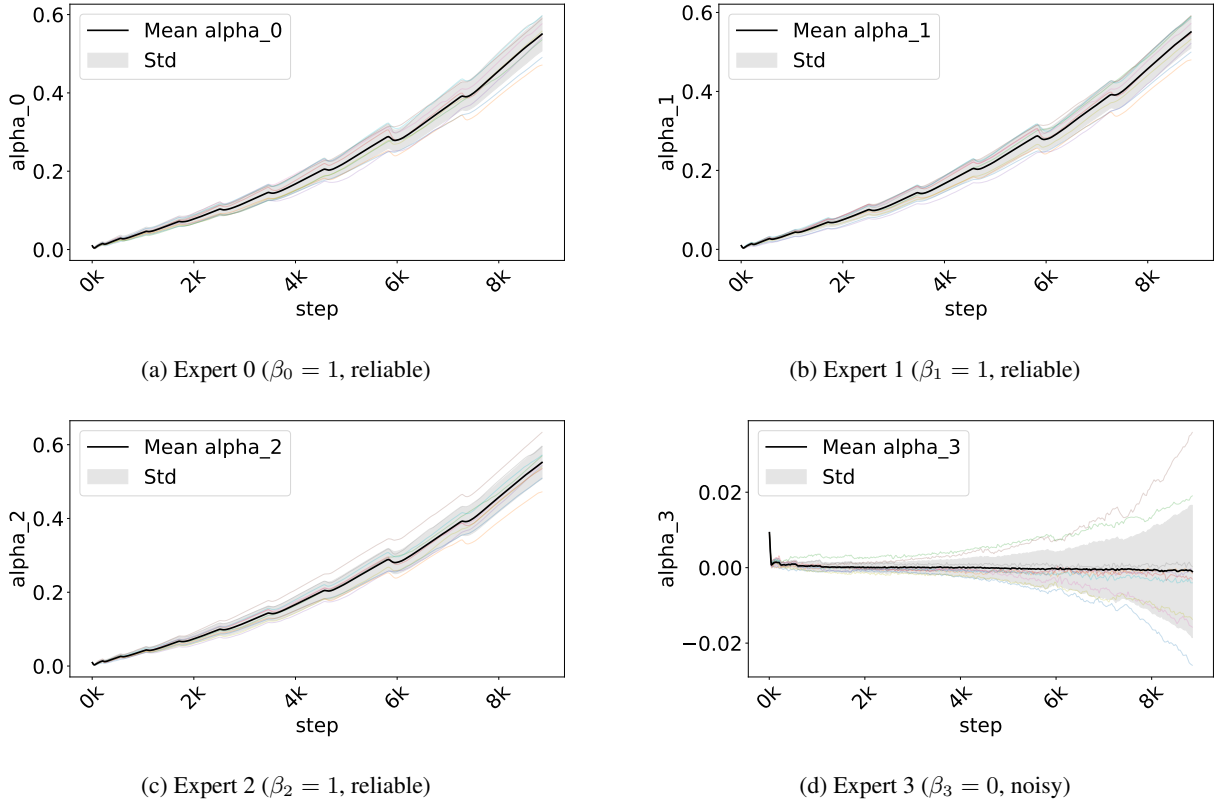 0.6
0.4
0.2
0.0
alpha_0
Mean alpha_0
Std
0k
2k
4k
6k
8k
step
(a) Expert 0 (β₀ = 1, reliable)
0.6
0.4
0.2
0.0
alpha_1
Mean alpha_1
Std
0k
2k
4k
6k
8k
step
(b) Expert 1 (β₁ = 1, reliable)
0.6
0.4
0.2
0.0
alpha_2
Mean alpha_2
Std
0k
2k
4k
6k
8k
step
(c) Expert 2 (β₂ = 1, reliable)
0.02
0.00
−0.02
alpha_3
Mean alpha_3
Std
0k
2k
4k
6k
8k
step
(d) Expert 3 (β₃ = 0, noisy)